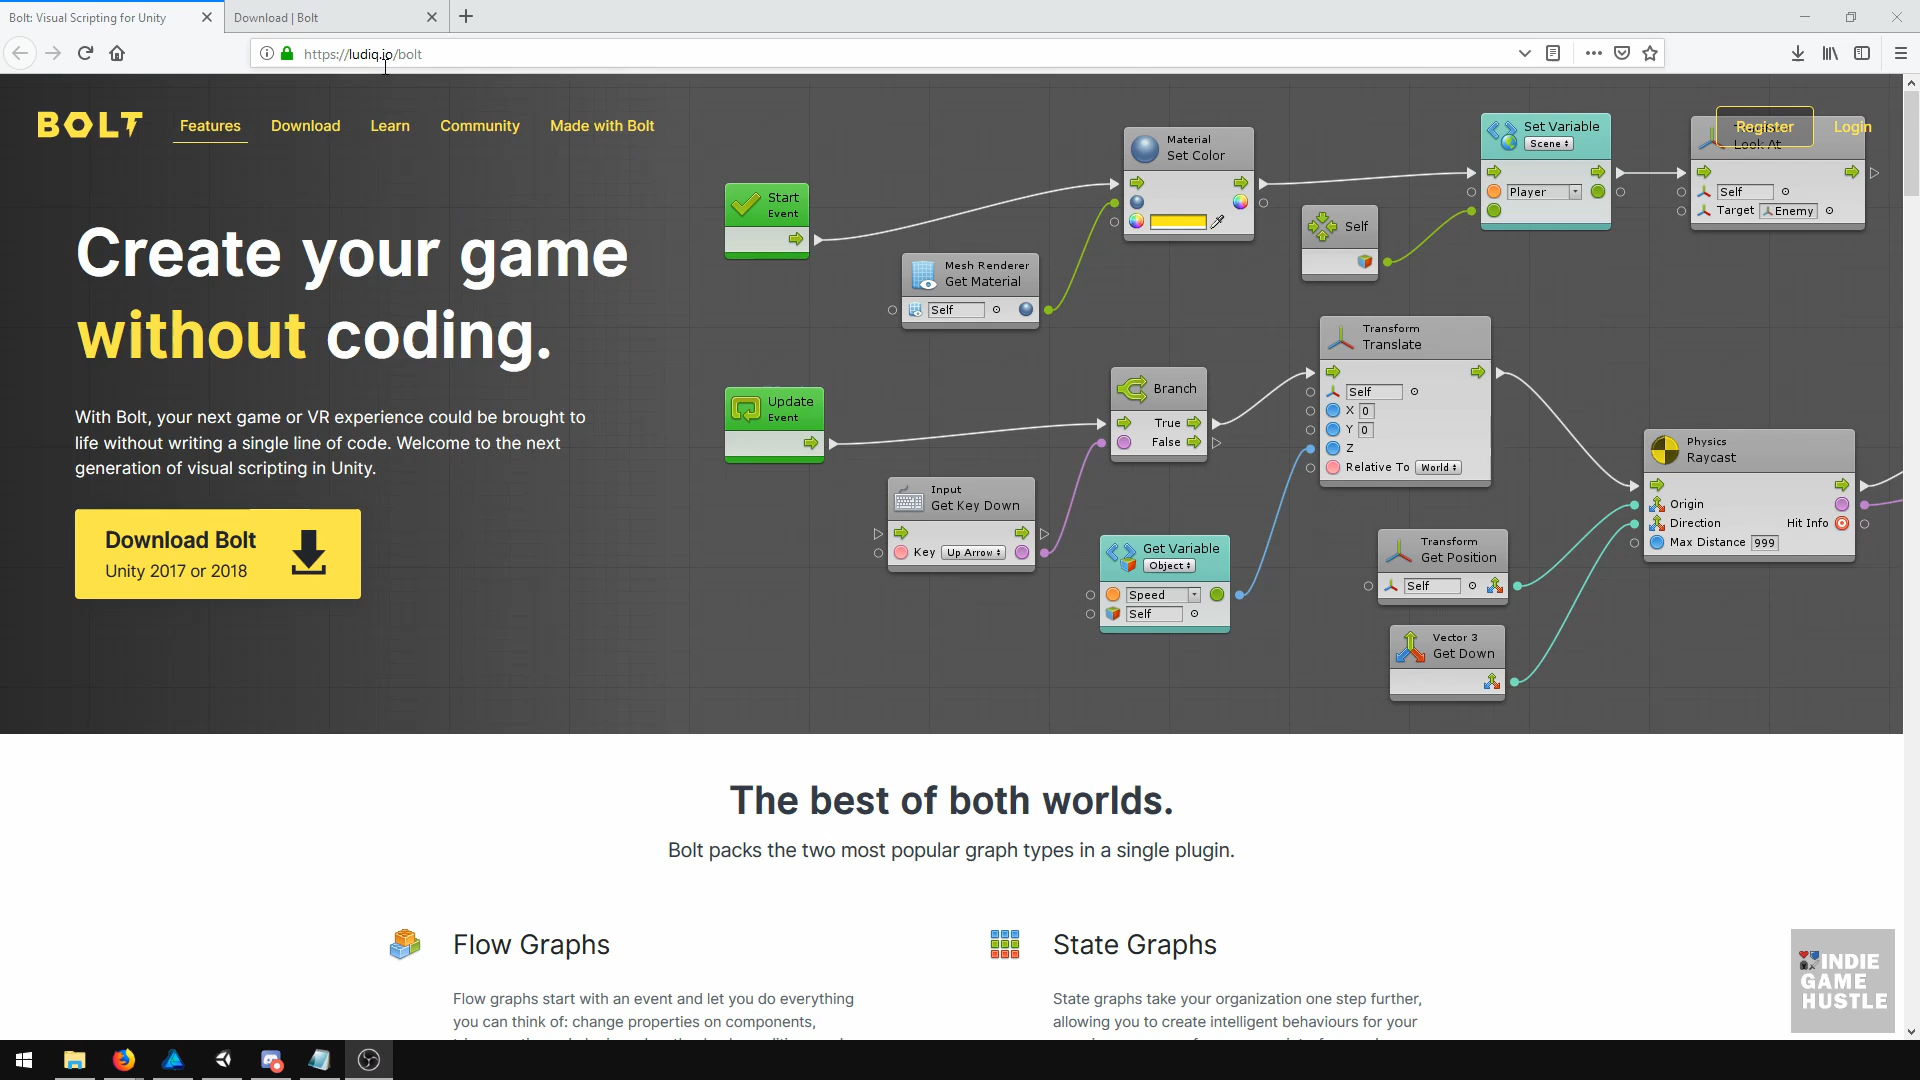 Bolt: Visual Scripting for Unity
Download | Bolt
https://ludiq.io/bolt
BOLT
Features
Download
Learn
Community
Made with Bolt
Register
Login
Create your game
without coding.
With Bolt, your next game or VR experience could be brought to
life without writing a single line of code. Welcome to the next
generation of visual scripting in Unity.
Download Bolt
Unity 2017 or 2018
Start
Event
Mesh Renderer
Get Material
Self
Material
Set Color
Self
Set Variable
Scene
Player
Look At
Self
Target Enemy
Update
Event
Input
Get Key Down
Key Up Arrow
Branch
True
False
Get Variable
Object
Speed
Self
Transform
Translate
Self
X 0
Y 0
Z
Relative To World
Transform
Get Position
Self
Vector 3
Get Down
Physics
Raycast
Origin
Direction Hit Info
Max Distance 999
The best of both worlds.
Bolt packs the two most popular graph types in a single plugin.
Flow Graphs
Flow graphs start with an event and let you do everything
you can think of: change properties on components,
State Graphs
State graphs take your organization one step further,
allowing you to create intelligent behaviours for your
INDIE
GAME
HUSTLE